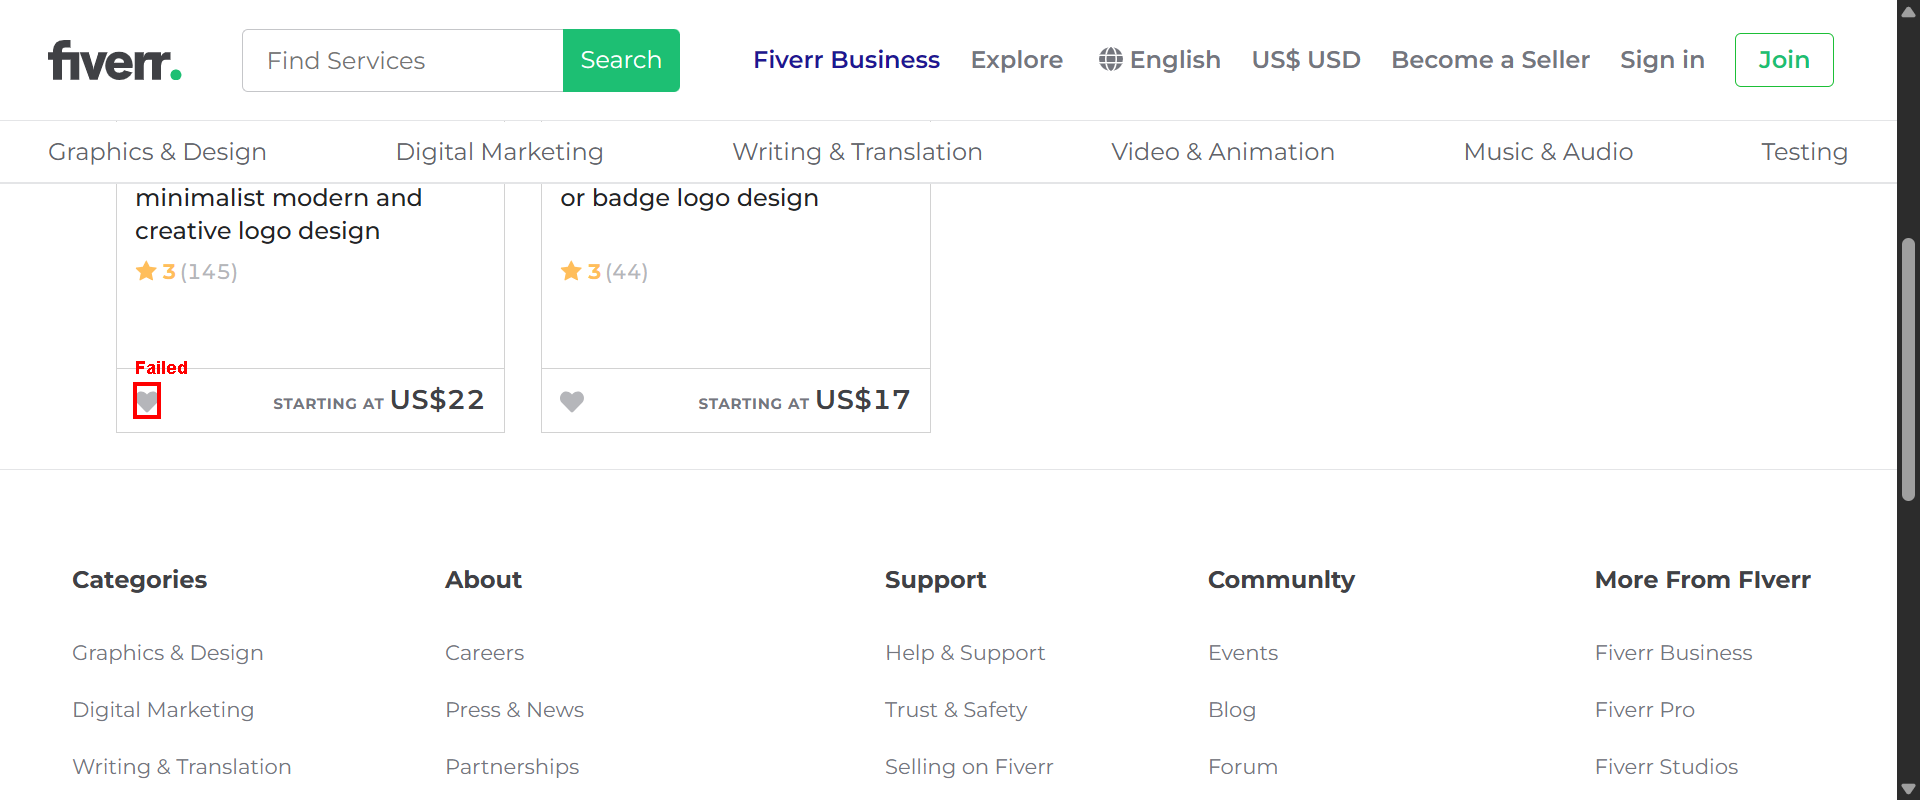 fiverr.
Find Services
Search
Fiverr Business
Explore
English
US$ USD
Become a Seller
Sign in
Join
Graphics & Design
Digital Marketing
Writing & Translation
Video & Animation
Music & Audio
Testing
minimalist modern and
creative logo design
3 (145)
Failed
STARTING AT US$22
or badge logo design
3 (44)
STARTING AT US$17
Categories
Graphics & Design
Digital Marketing
Writing & Translation
About
Careers
Press & News
Partnerships
Support
Help & Support
Trust & Safety
Selling on Fiverr
CommunIty
Events
Blog
Forum
More From FIverr
Fiverr Business
Fiverr Pro
Fiverr Studios